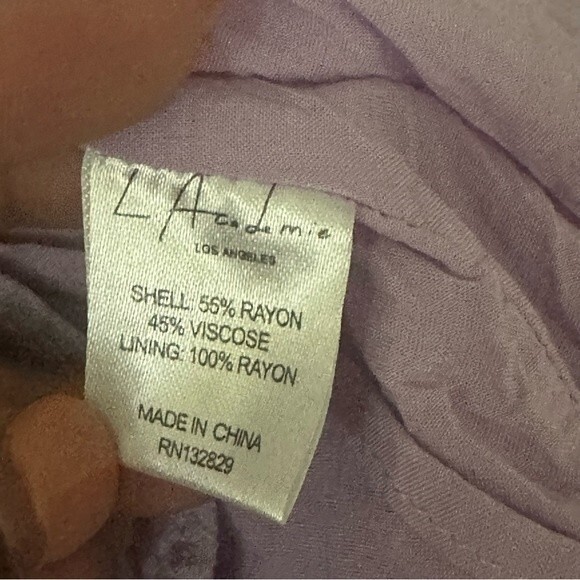 L'Academie
LOS ANGELES
SHELL: 55% RAYON
45% VISCOSE
LINING: 100% RAYON
MADE IN CHINA
RN132829